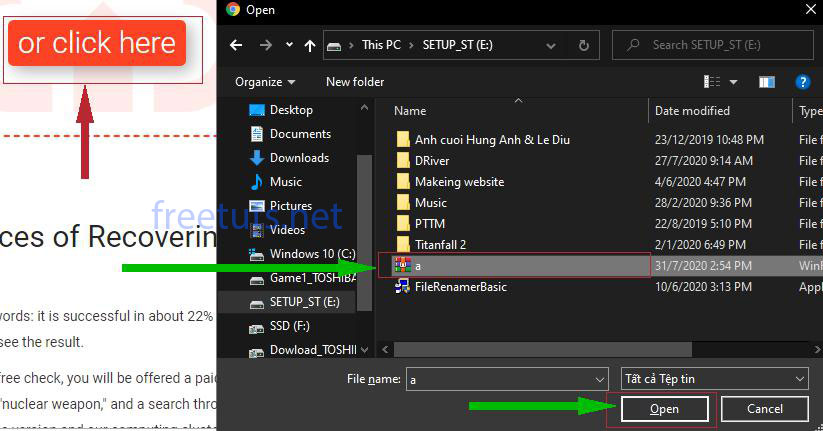 or click here
ces of Recoverin
words: it is successful in about 22%
see the result.
free check, you will be offered a paid
"nuclear weapon," and a search throu
Open
This PC > SETUP_ST (E:)
Search SETUP_ST (E:)
Organize
New folder
Desktop
Documents
Downloads
Music
Pictures
Videos
Windows 10 (C:)
Game1_TOSHIBA
SETUP_ST (E:)
SSD (F:)
Dowload_TOSHI
Name Date modified Type
Anh cuoi Hung Anh & Le Diu 23/12/2019 10:48 PM File f
DRiver 27/7/2020 9:14 AM File f
Makeing website 4/6/2020 4:47 PM File f
Music 28/2/2020 9:36 PM File f
PTTM 22/8/2019 5:10 PM File f
Titanfall 2 2/1/2020 6:49 PM File f
a 31/7/2020 2:54 PM WinR
FileRenamerBasic 10/6/2020 3:13 PM Appl
File name: a
Tất cả Tệp tin
Open
Cancel
freetuts.net